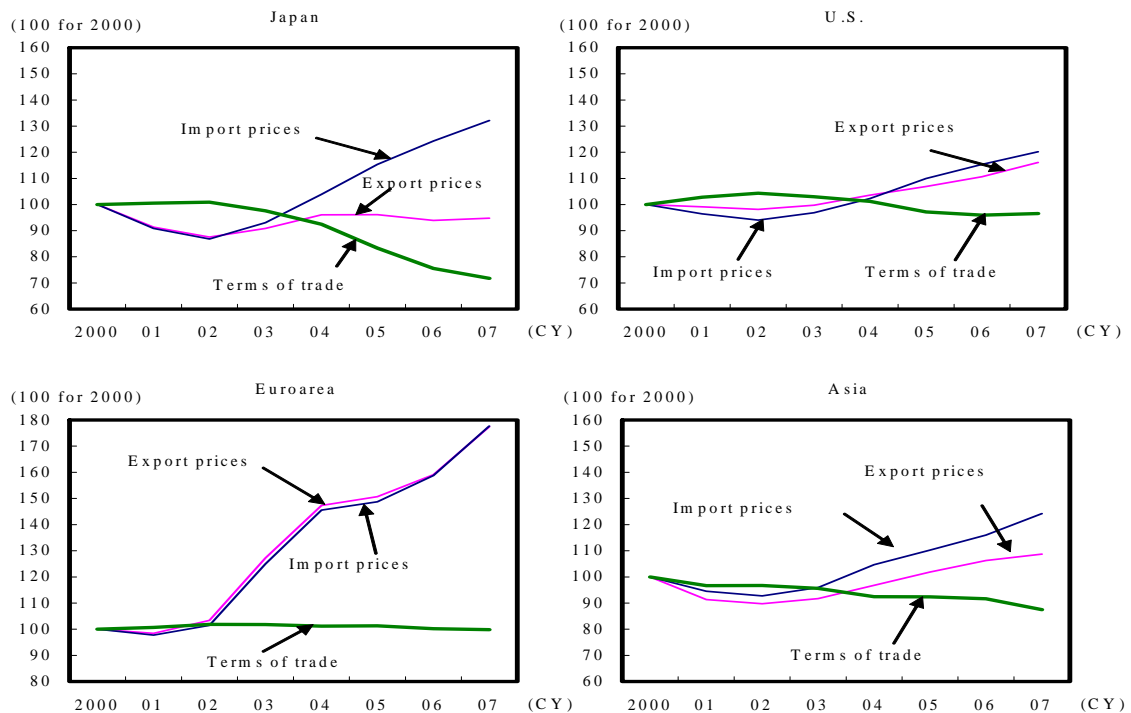 Japan
(100 for 2000)
160
150
140
130
120
110
100
90
80
70
60
Import prices
Export prices
Terms of trade
2000 01 02 03 04 05 06 07 (CY)
U.S.
(100 for 2000)
160
150
140
130
120
110
100
90
80
70
60
Export prices
Import prices
Terms of trade
2000 01 02 03 04 05 06 07 (CY)
Euroarea
(100 for 2000)
180
170
160
150
140
130
120
110
100
90
80
Export prices
Import prices
Terms of trade
2000 01 02 03 04 05 06 07 (CY)
Asia
(100 for 2000)
160
150
140
130
120
110
100
90
80
70
60
Export prices
Import prices
Terms of trade
2000 01 02 03 04 05 06 07 (CY)